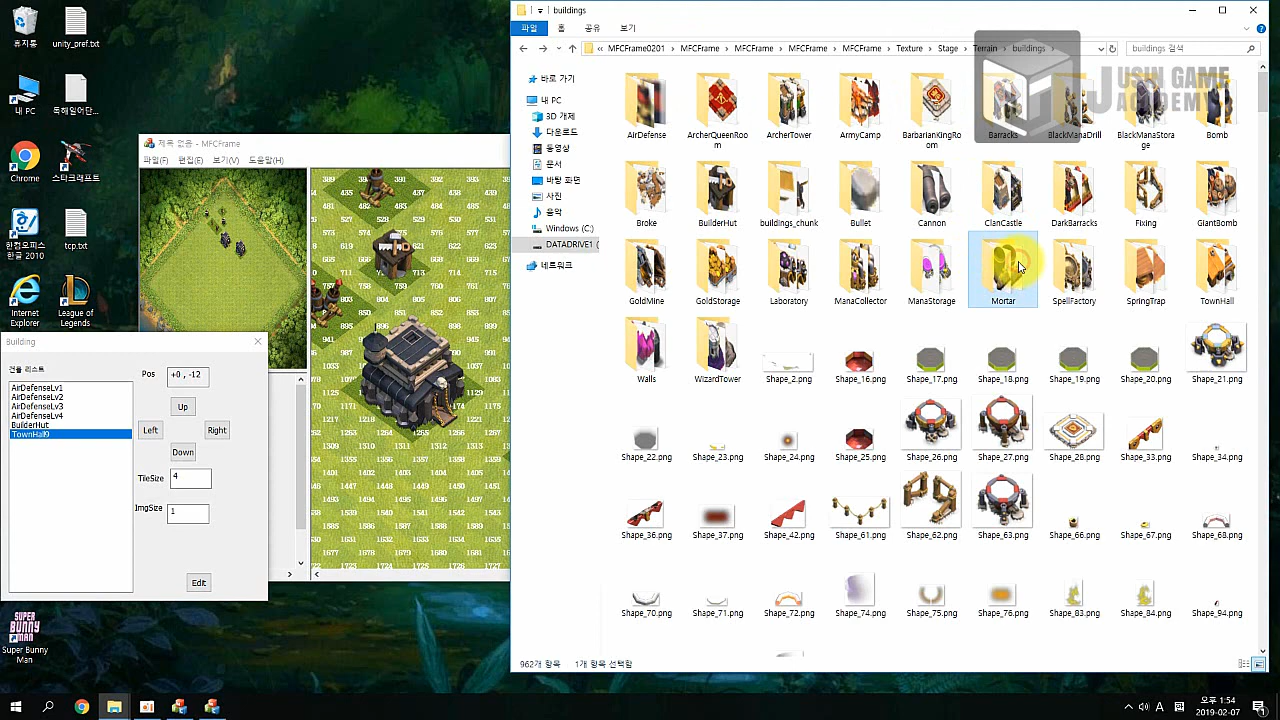 휴지통
unity_pref.txt
내 PC
독해일어단...
Chrome
스타크래프트
한컴오피스
한글 2010
tcp.txt
Internet
Explorer
League of
Legends
SUPER
BUNNY
MAN
Super Bunny
Man
제목 없음 - MFCFrame
파일(F) 편집(E) 보기(V) 도움말(H)
Building
건물 리스트
AirDefenseLv1
AirDefenseLv2
AirDefenseLv3
AirDefenseLv4
BuilderHut
TownHall9
Pos +0 , -12
Up
Left Right
Down
TileSize 4
ImgSize 1
Edit
buildings
파일 홈 공유 보기
« MFCFrame0201 > MFCFrame > MFCFrame > MFCFrame > MFCFrame > Texture > Stage > Terrain > buildings >
buildings 검색
JUSIN GAME
ACADEMY
바로 가기
내 PC
3D 개체
다운로드
동영상
문서
바탕 화면
사진
음악
Windows (C:)
DATADRIVE1 (
네트워크
AirDefense ArcherQueenRoom ArcherTower ArmyCamp BarbarianKingRoom Barracks BlackManaDrill BlackManaStorage Bomb
Broke BuilderHut buildings_chunk Bullet Cannon ClanCastle DarkBarracks Fixing GiantBomb
GoldMine GoldStorage Laboratory ManaCollector ManaStorage Mortar SpellFactory SpringTrap TownHall
Walls WizardTower Shape_2.png Shape_16.png Shape_17.png Shape_18.png Shape_19.png Shape_20.png Shape_21.png
Shape_22.png Shape_23.png Shape_24.png Shape_25.png Shape_26.png Shape_27.png Shape_28.png Shape_33.png Shape_34.png
Shape_36.png Shape_37.png Shape_42.png Shape_61.png Shape_62.png Shape_63.png Shape_66.png Shape_67.png Shape_68.png
Shape_70.png Shape_71.png Shape_72.png Shape_74.png Shape_75.png Shape_76.png Shape_83.png Shape_84.png Shape_94.png
962개 항목 1개 항목 선택함
A
오후 1:54
2019-02-07